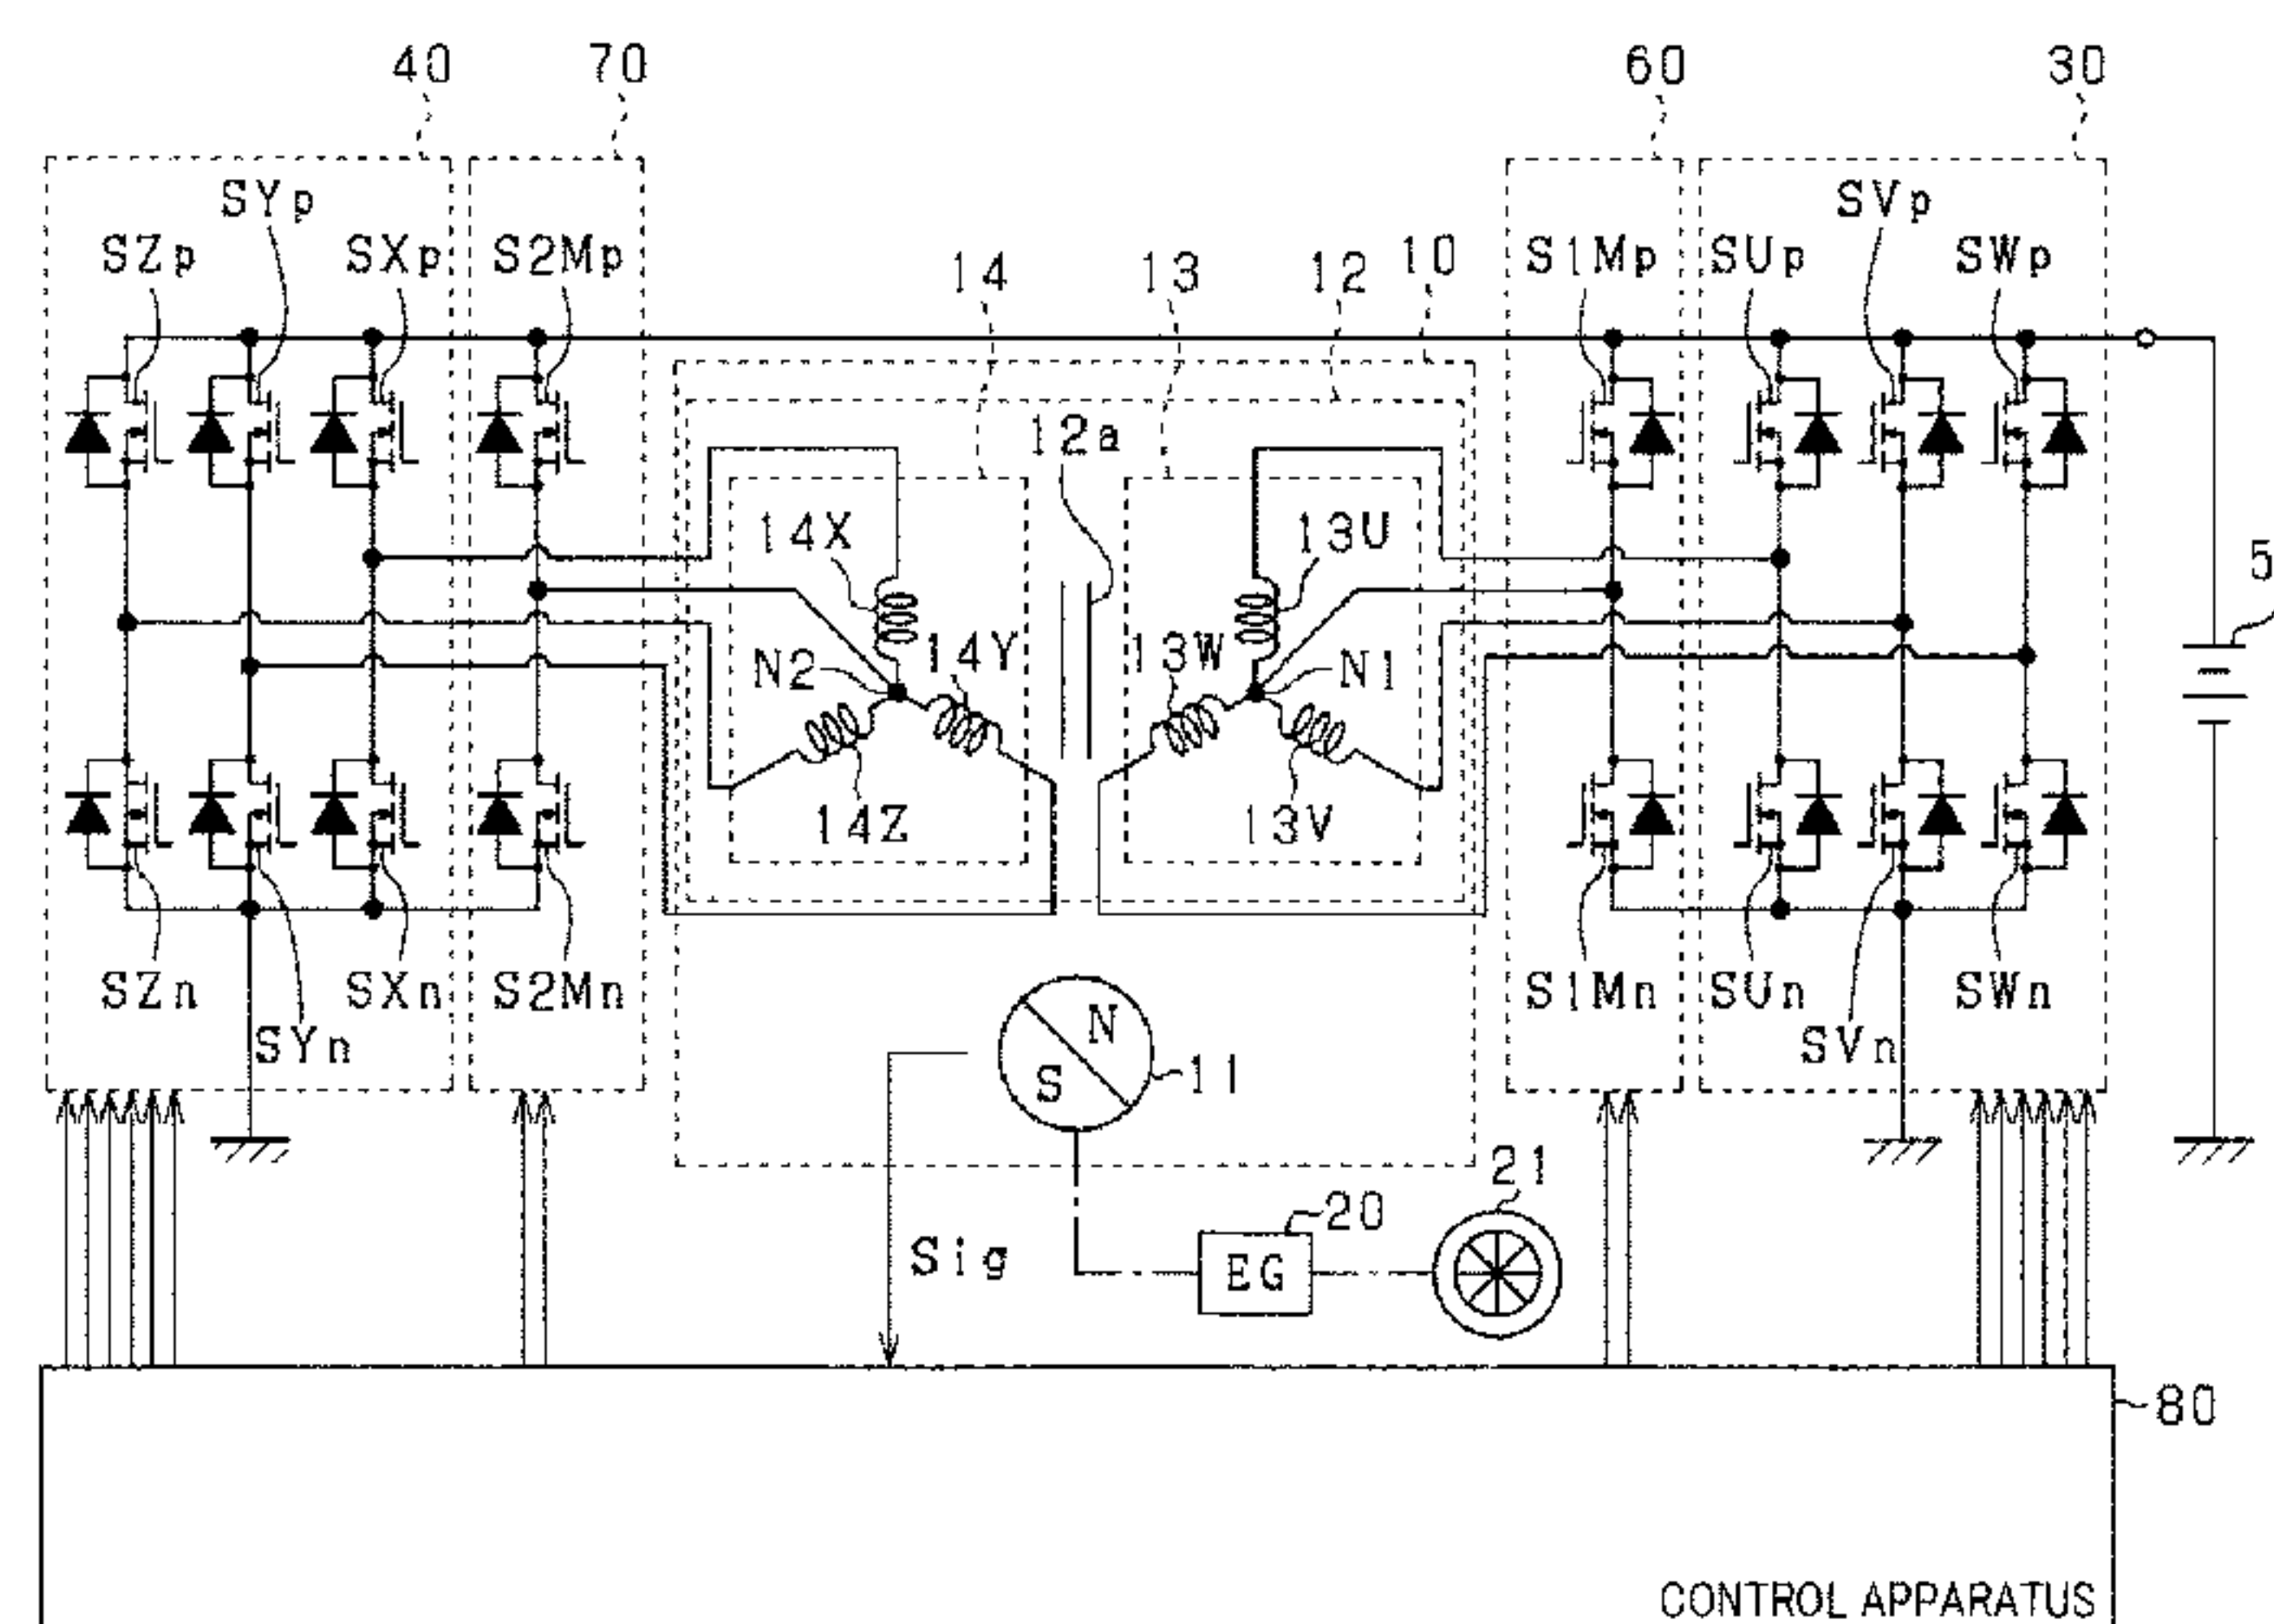 40 70 60 30
SYp SVp
SZp SXp S2Mp 14 13 12 10 S1Mp SUp SWp
12a
14X 13U 5
N2 14Y 13W N1
14Z 13V
SZn SXn S2Mn S1Mn SUn SWn
N
SYn SVn
S 11
21
20
Sig EG
80
CONTROL APPARATUS